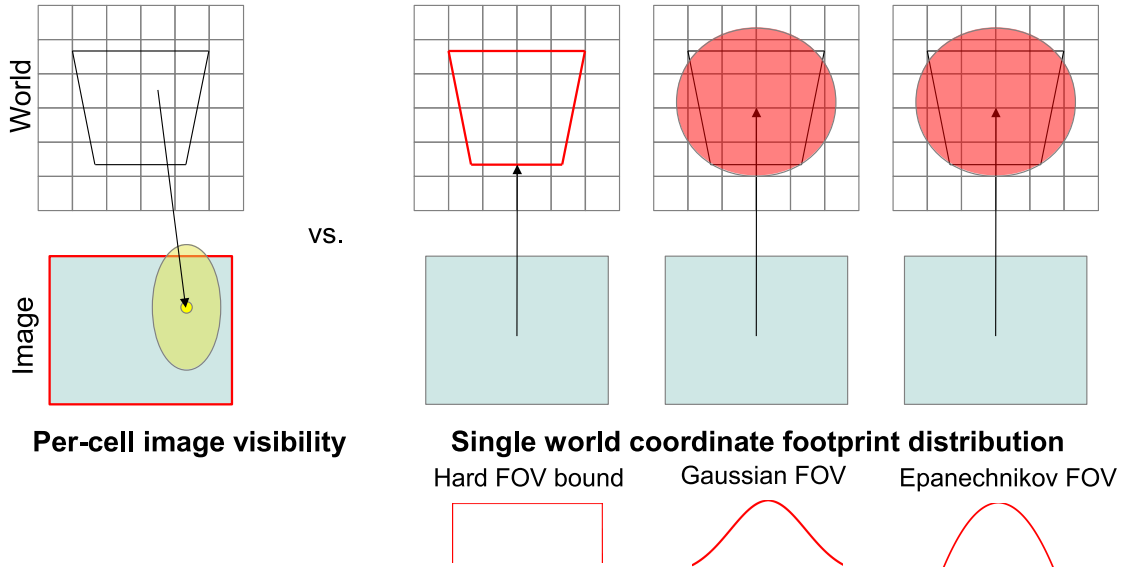 World
vs.
Image
Per-cell image visibility
Single world coordinate footprint distribution
Hard FOV bound
Gaussian FOV
Epanechnikov FOV